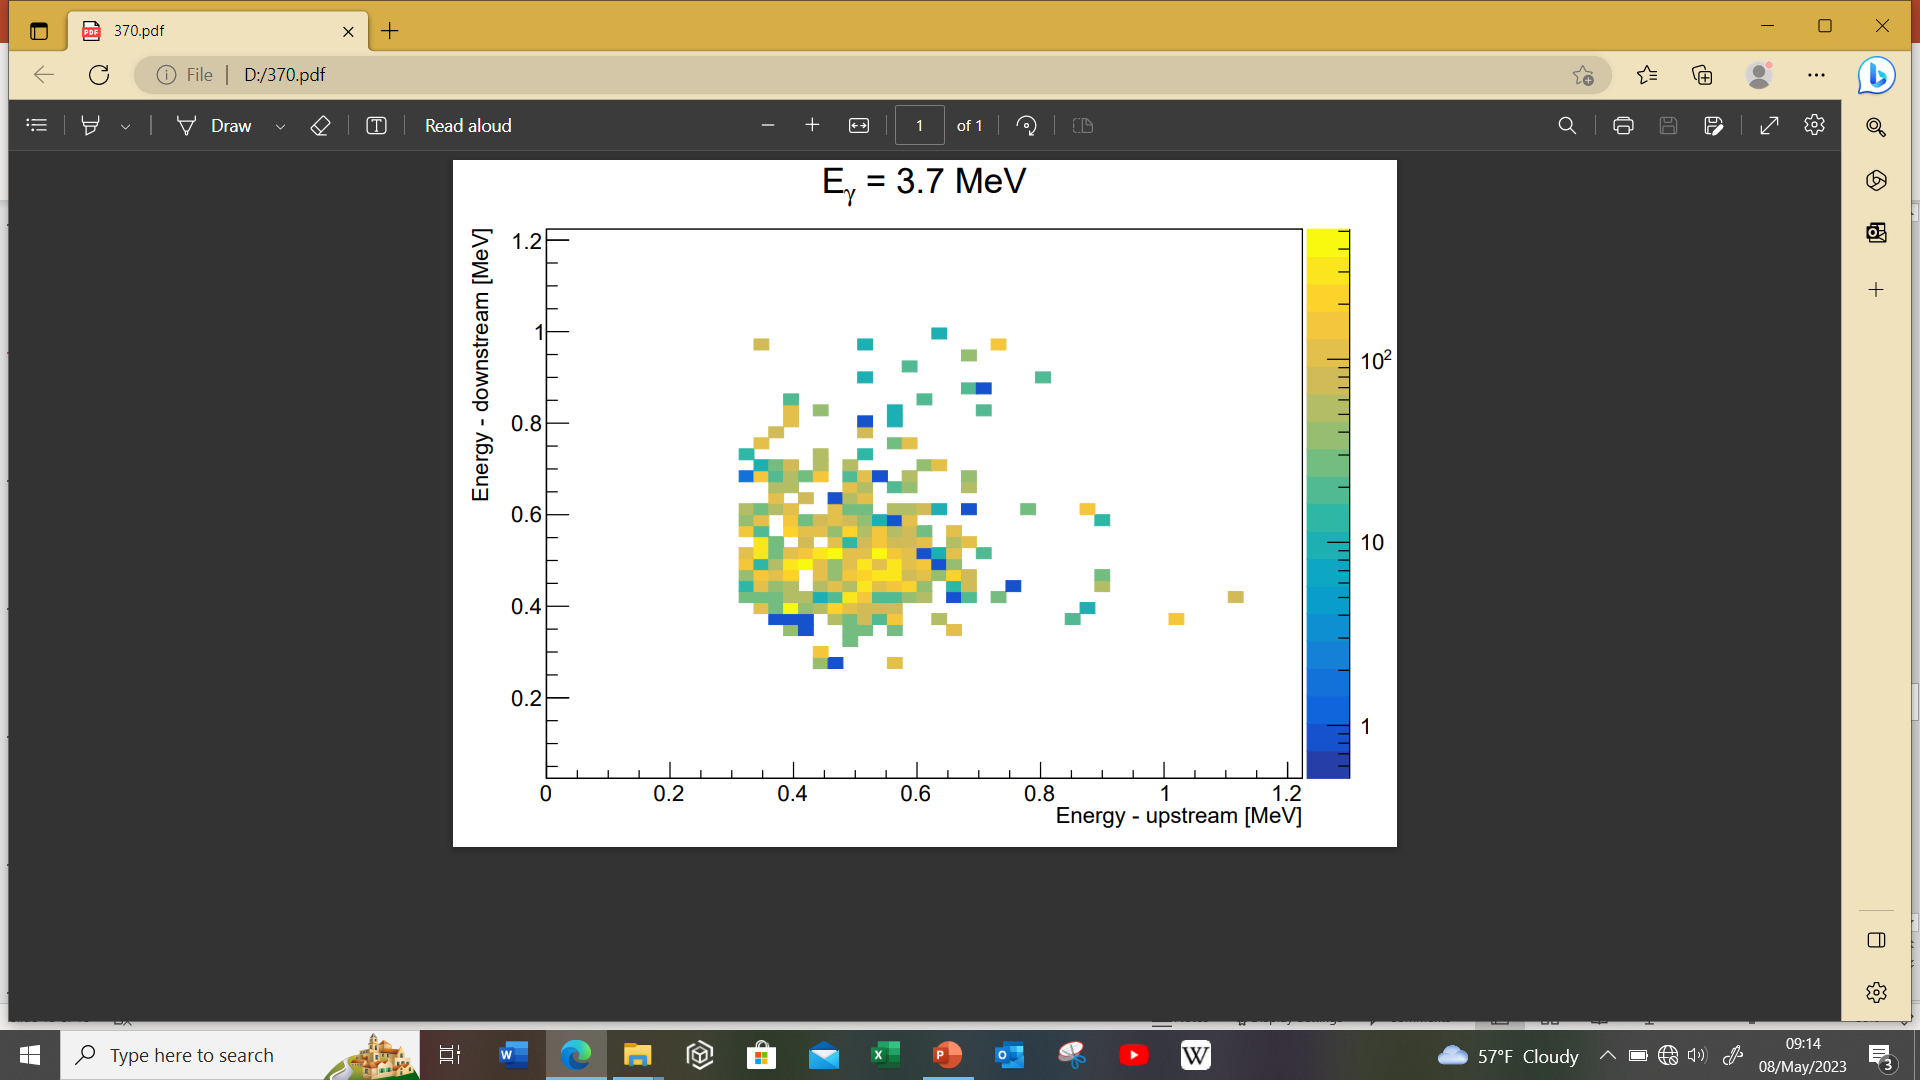 370.pdf
File D:/370.pdf
Draw
Read aloud
1 of 1
Eγ = 3.7 MeV
Energy - downstream [MeV]
1.2
1
0.8
0.6
0.4
0.2
0 0.2 0.4 0.6 0.8 1 1.2
Energy - upstream [MeV]
10²
10
1
Type here to search
57°F Cloudy
09:14
08/May/2023
3